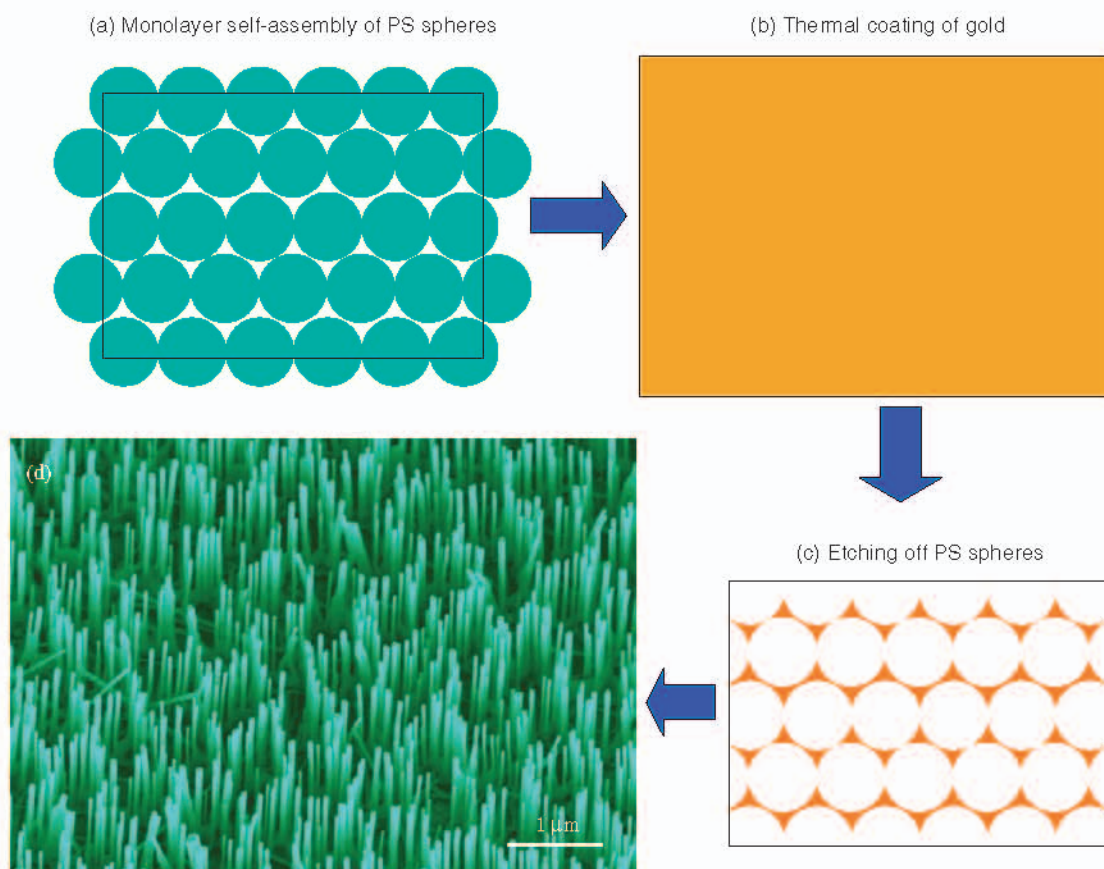 (a) Monolayer self-assembly of PS spheres
(b) Thermal coating of gold
(c) Etching off PS spheres
(d)
1 μm